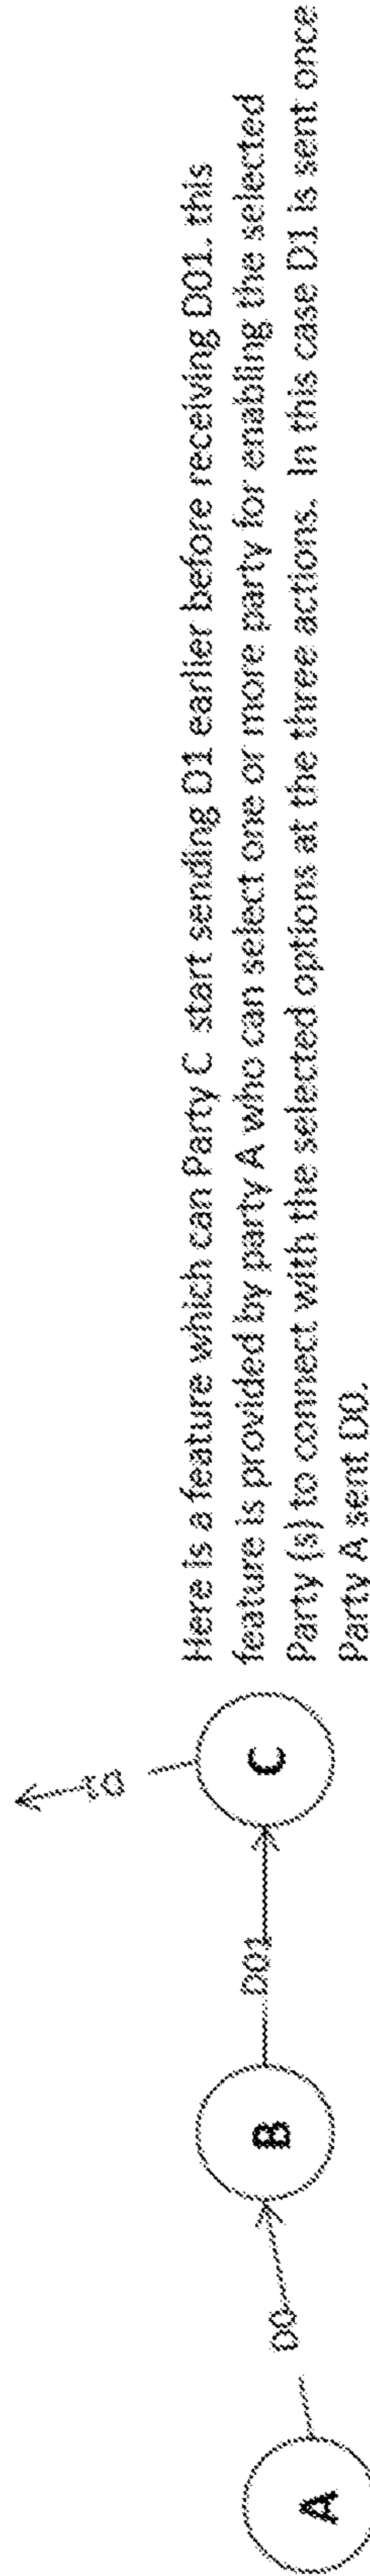 A
D0
B
D01
C
D1
Here is a feature which can Party C start sending D1 earlier before receiving D01. this
feature is provided by party A who can select one or more party for enabling the selected
Party (s) to connect with the selected options at the three actions. In this case D1 is sent once
Party A sent D0.